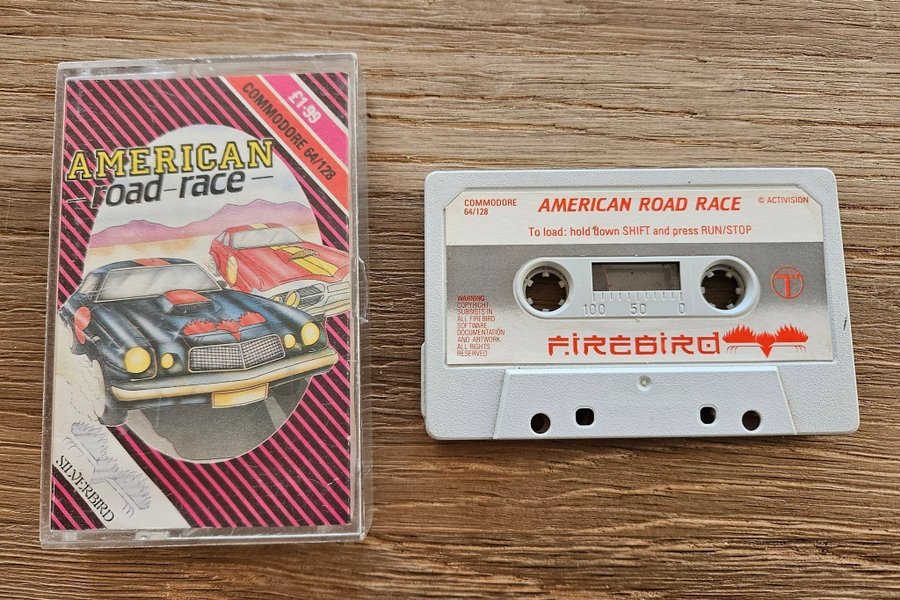 £1.99
COMMODORE 64/128
AMERICAN
road-race
SILVERBIRD
COMMODORE
64/128
AMERICAN ROAD RACE
© ACTIVISION
To load: hold down SHIFT and press RUN/STOP
100 50 0
WARNING
COPYRIGHT
SUBSISTS IN
ALL FIREBIRD
SOFTWARE
DOCUMENTATION
AND ARTWORK
ALL RIGHTS
RESERVED
FIREBIRD